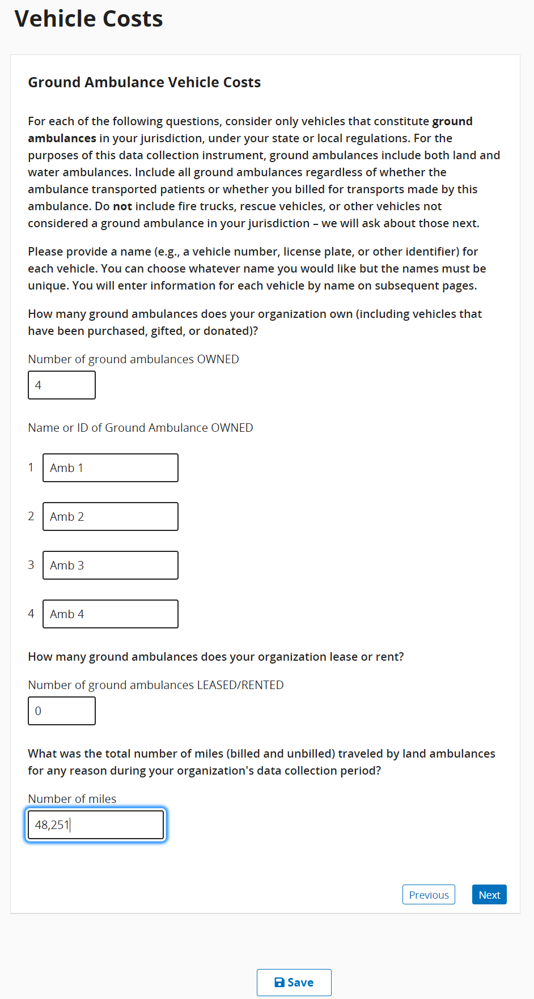 Vehicle Costs
Ground Ambulance Vehicle Costs
For each of the following questions, consider only vehicles that constitute ground
ambulances in your jurisdiction, under your state or local regulations. For the
purposes of this data collection instrument, ground ambulances include both land and
water ambulances. Include all ground ambulances regardless of whether the
ambulance transported patients or whether you billed for transports made by this
ambulance. Do not include fire trucks, rescue vehicles, or other vehicles not
considered a ground ambulance in your jurisdiction – we will ask about those next.
Please provide a name (e.g., a vehicle number, license plate, or other identifier) for
each vehicle. You can choose whatever name you would like but the names must be
unique. You will enter information for each vehicle by name on subsequent pages.
How many ground ambulances does your organization own (including vehicles that
have been purchased, gifted, or donated)?
Number of ground ambulances OWNED
4
Name or ID of Ground Ambulance OWNED
1 Amb 1
2 Amb 2
3 Amb 3
4 Amb 4
How many ground ambulances does your organization lease or rent?
Number of ground ambulances LEASED/RENTED
0
What was the total number of miles (billed and unbilled) traveled by land ambulances
for any reason during your organization's data collection period?
Number of miles
48,251
Previous Next
Save